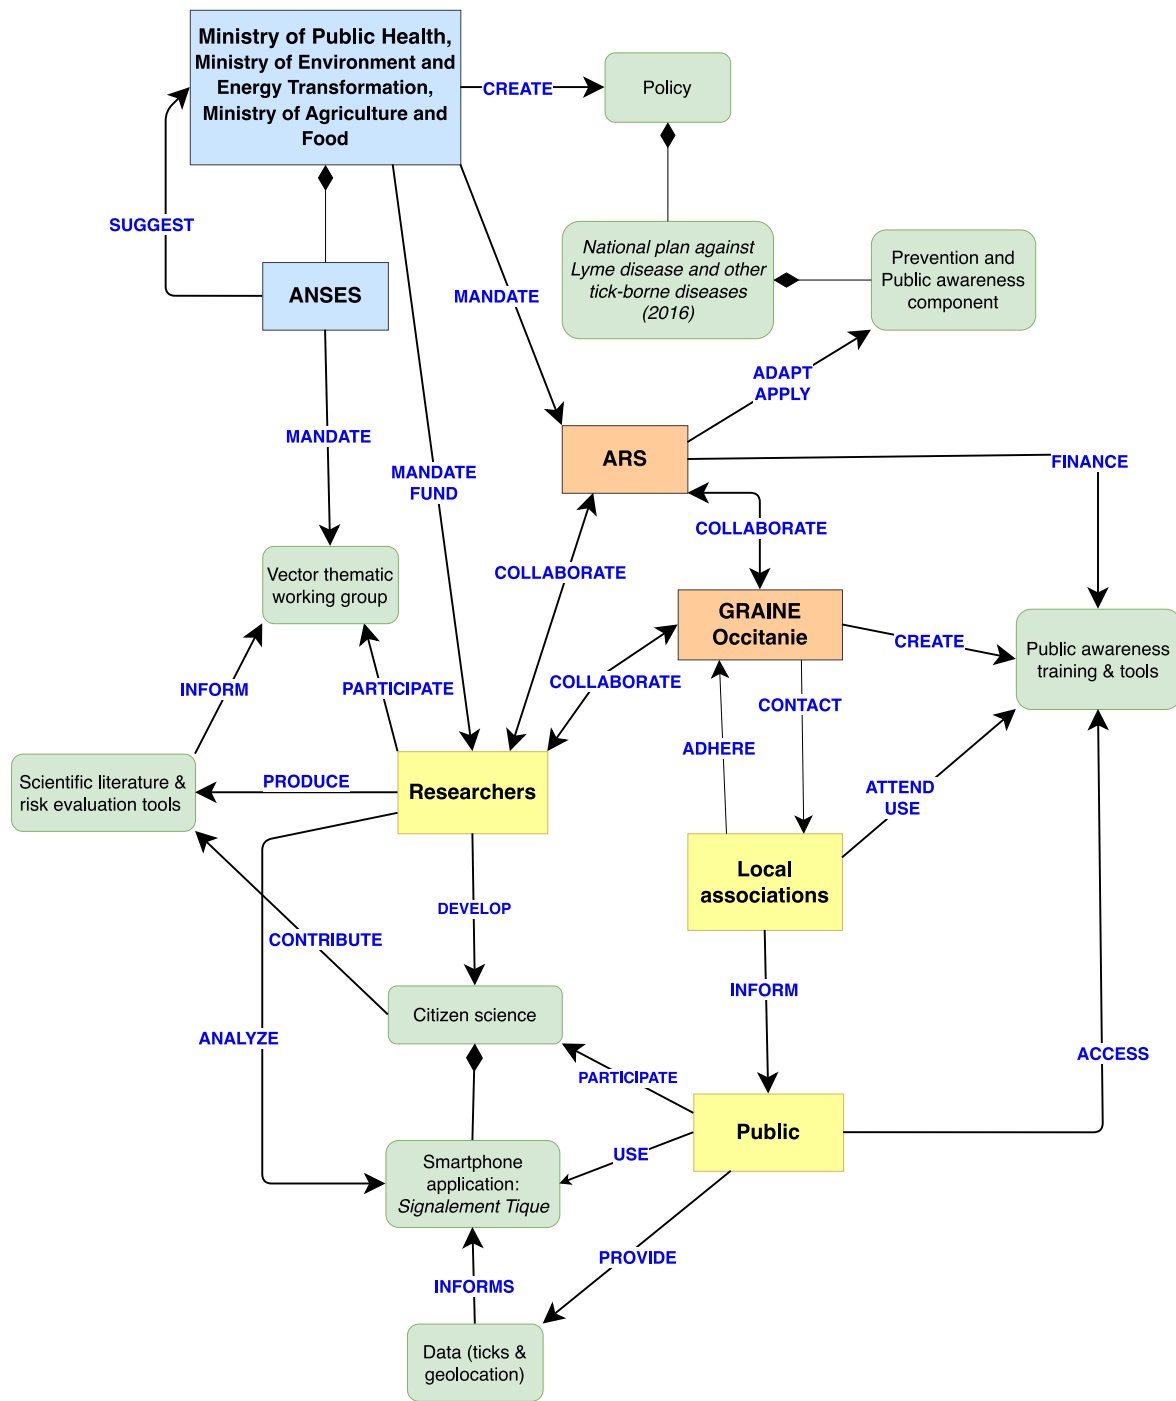 Ministry of Public Health,
Ministry of Environment and
Energy Transformation,
Ministry of Agriculture and
Food
CREATE
Policy
SUGGEST
National plan against
Lyme disease and other
tick-borne diseases
(2016)
Prevention and
Public awareness
component
ANSES
MANDATE
ADAPT
APPLY
MANDATE
ARS
FINANCE
MANDATE
FUND
COLLABORATE
COLLABORATE
Vector thematic
working group
GRAINE
Occitanie
CREATE
Public awareness
training & tools
INFORM
PARTICIPATE
COLLABORATE
CONTACT
ADHERE
Scientific literature &
risk evaluation tools
PRODUCE
Researchers
ATTEND
USE
Local
associations
DEVELOP
CONTRIBUTE
INFORM
Citizen science
ANALYZE
ACCESS
PARTICIPATE
Public
USE
Smartphone
application:
Signalement Tique
PROVIDE
INFORMS
Data (ticks &
geolocation)